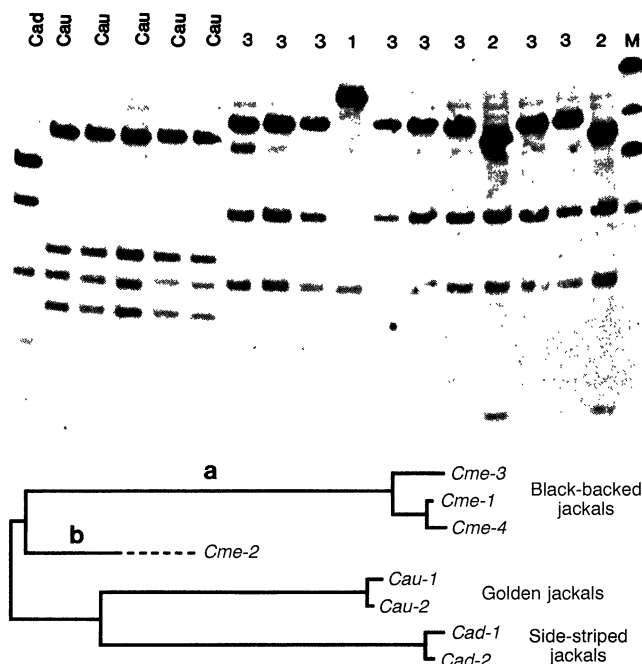 Cad Cau Cau Cau Cau Cau 3 3 3 1 3 3 3 2 3 3 2 M
a
Cme-3
Cme-1
Black-backed
jackals
Cme-4
b
Cme-2
Cau-1
Golden jackals
Cau-2
Cad-1
Side-striped
jackals
Cad-2